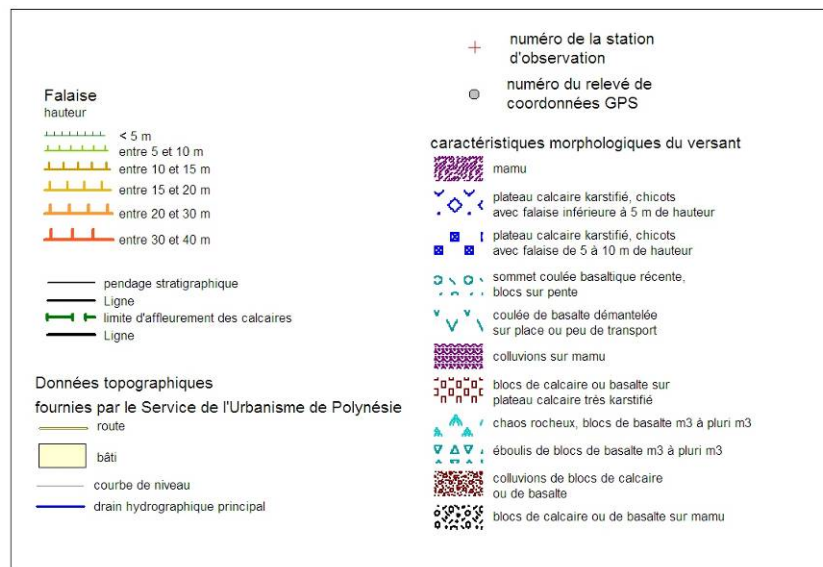 Falaise
hauteur
< 5 m
entre 5 et 10 m
entre 10 et 15 m
entre 15 et 20 m
entre 20 et 30 m
entre 30 et 40 m
pendage stratigraphique
Ligne
limite d'affleurement des calcaires
Ligne
Données topographiques
fournies par le Service de l'Urbanisme de Polynésie
route
bâti
courbe de niveau
drain hydrographique principal
numéro de la station
d'observation
numéro du relevé de
coordonnées GPS
caractéristiques morphologiques du versant
mamu
plateau calcaire karstifié, chicots
avec falaise inférieure à 5 m de hauteur
plateau calcaire karstifié, chicots
avec falaise de 5 à 10 m de hauteur
sommet coulée basaltique récente,
blocs sur pente
coulée de basalte démantelée
sur place ou peu de transport
colluvions sur mamu
blocs de calcaire ou basalte sur
plateau calcaire très karstifié
chaos rocheux, blocs de basalte m3 à pluri m3
éboulis de blocs de basalte m3 à pluri m3
colluvions de blocs de calcaire
ou de basalte
blocs de calcaire ou de basalte sur mamu